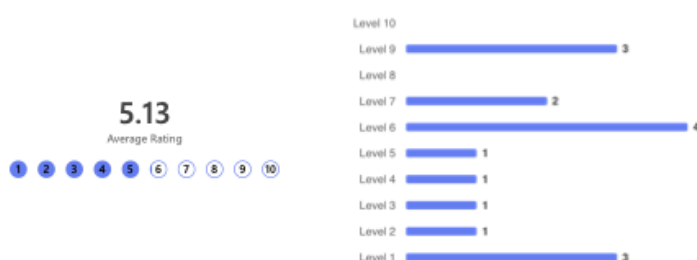 5.13
Average Rating
1 2 3 4 5 6 7 8 9 10
Level 10
Level 9 3
Level 8
Level 7 2
Level 6 4
Level 5 1
Level 4 1
Level 3 1
Level 2 1
Level 1 3